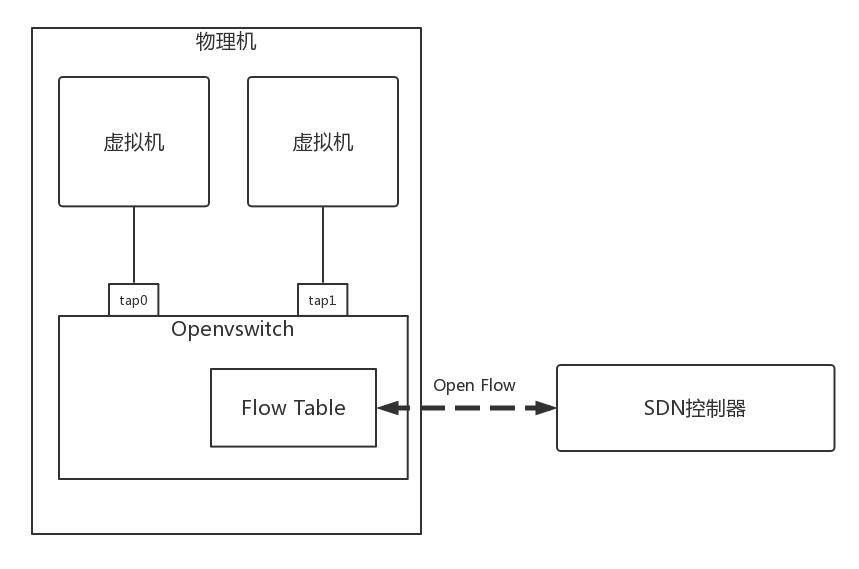 物理机
虚拟机
虚拟机
tap0
tap1
Openvswitch
Flow Table
Open Flow
SDN控制器